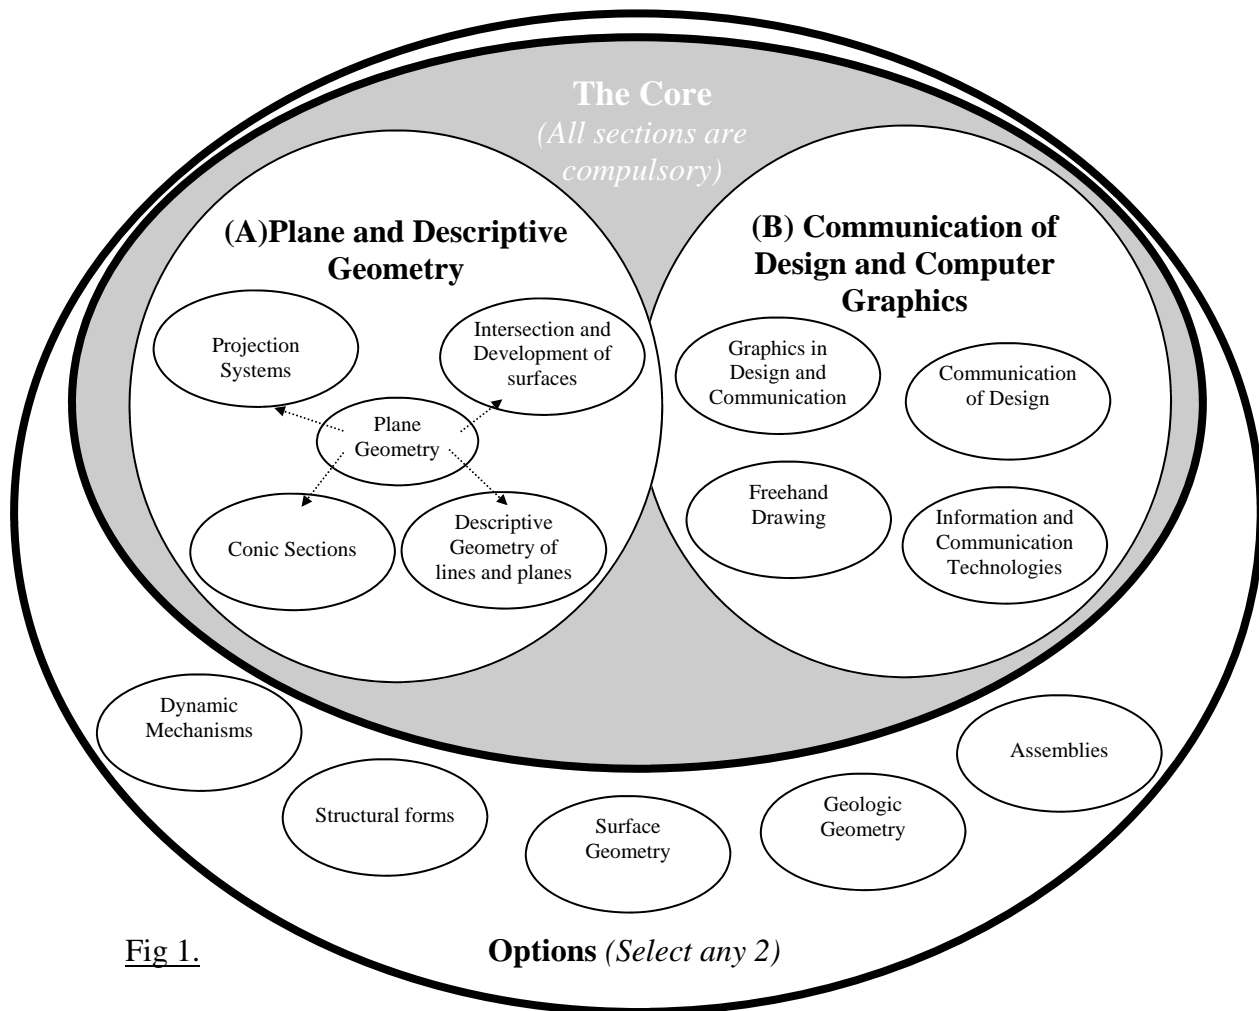 The Core
(All sections are
compulsory)
(A)Plane and Descriptive
Geometry
Projection
Systems
Intersection and
Development of
surfaces
Plane
Geometry
Conic Sections
Descriptive
Geometry of
lines and planes
(B) Communication of
Design and Computer
Graphics
Graphics in
Design and
Communication
Communication
of Design
Freehand
Drawing
Information and
Communication
Technologies
Dynamic
Mechanisms
Structural forms
Surface
Geometry
Geologic
Geometry
Assemblies
Fig 1.
Options (Select any 2)